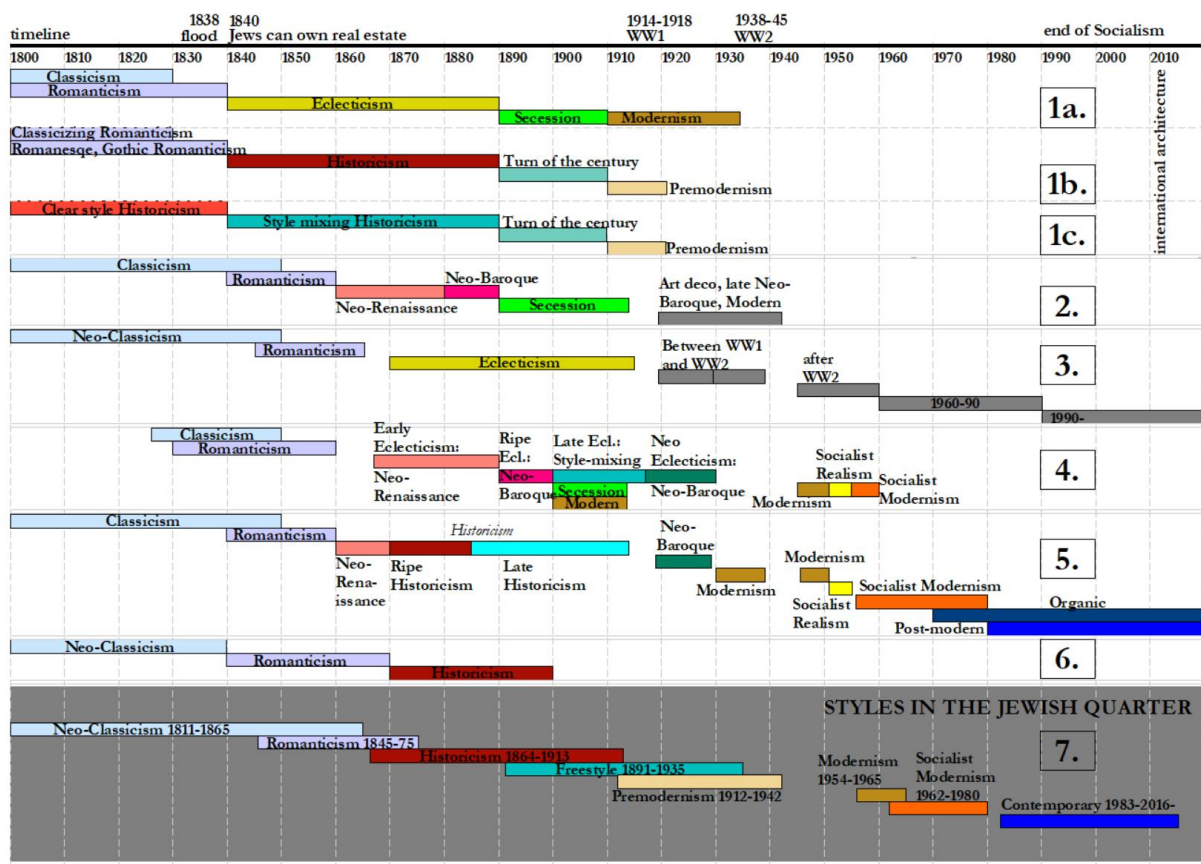 1838
1840
1914-1918
1938-45
timeline
flood
Jews can own real estate
WW1
WW2
end of Socialism
1800 1810 1820 1830 1840 1850 1860 1870 1880 1890 1900 1910 1920 1930 1940 1950 1960 1970 1980 1990 2000 2010
international architecture
Classicism
Romanticism
Eclecticism
Secession
Modernism
1a.
Classicizing Romanticism
Romanesqe, Gothic Romanticism
Historicism
Turn of the century
Premodernism
1b.
Clear style Historicism
Style mixing Historicism
Turn of the century
Premodernism
1c.
Classicism
Romanticism
Neo-Baroque
Neo-Renaissance
Secession
Art deco, late Neo-
Baroque, Modern
2.
Neo-Classicism
Romanticism
Eclecticism
Between WW1
and WW2
after
WW2
1960-90
1990-
3.
Classicism
Romanticism
Early
Eclecticism:
Neo-
Renaissance
Ripe
Ecl.:
Neo-
Baroque
Late Ecl.:
Style-mixing
Secession
Modern
Neo
Eclecticism:
Neo-Baroque
Modernism
Socialist
Realism
Socialist
Modernism
4.
Classicism
Romanticism
Historicism
Neo-
Rena-
issance
Ripe
Historicism
Late
Historicism
Neo-
Baroque
Modernism
Modernism
Socialist
Realism
Socialist Modernism
Organic
Post-modern
5.
Neo-Classicism
Romanticism
Historicism
6.
STYLES IN THE JEWISH QUARTER
Neo-Classicism 1811-1865
Romanticism 1845-75
Historicism 1864-1913
Freestyle 1891-1935
Premodernism 1912-1942
Modernism
1954-1965
Socialist
Modernism
1962-1980
Contemporary 1983-2016-
7.